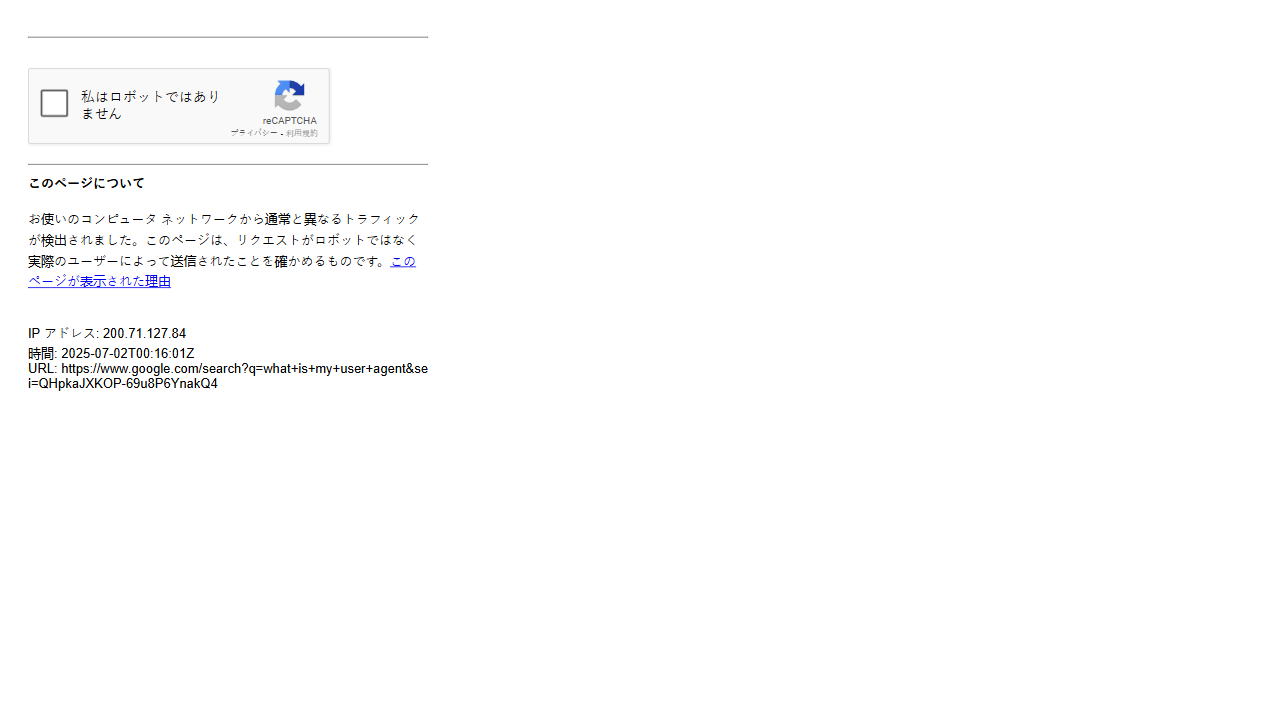 私はロボットではあり
ません
reCAPTCHA
プライバシー - 利用規約
このページについて
お使いのコンピュータ ネットワークから通常と異なるトラフィック
が検出されました。このページは、リクエストがロボットではなく
実際のユーザーによって送信されたことを確かめるものです。この
ページが表示された理由
IP アドレス: 200.71.127.84
時間: 2025-07-02T00:16:01Z
URL: https://www.google.com/search?q=what+is+my+user+agent&se
i=QHpkaJXKOP-69u8P6YnakQ4